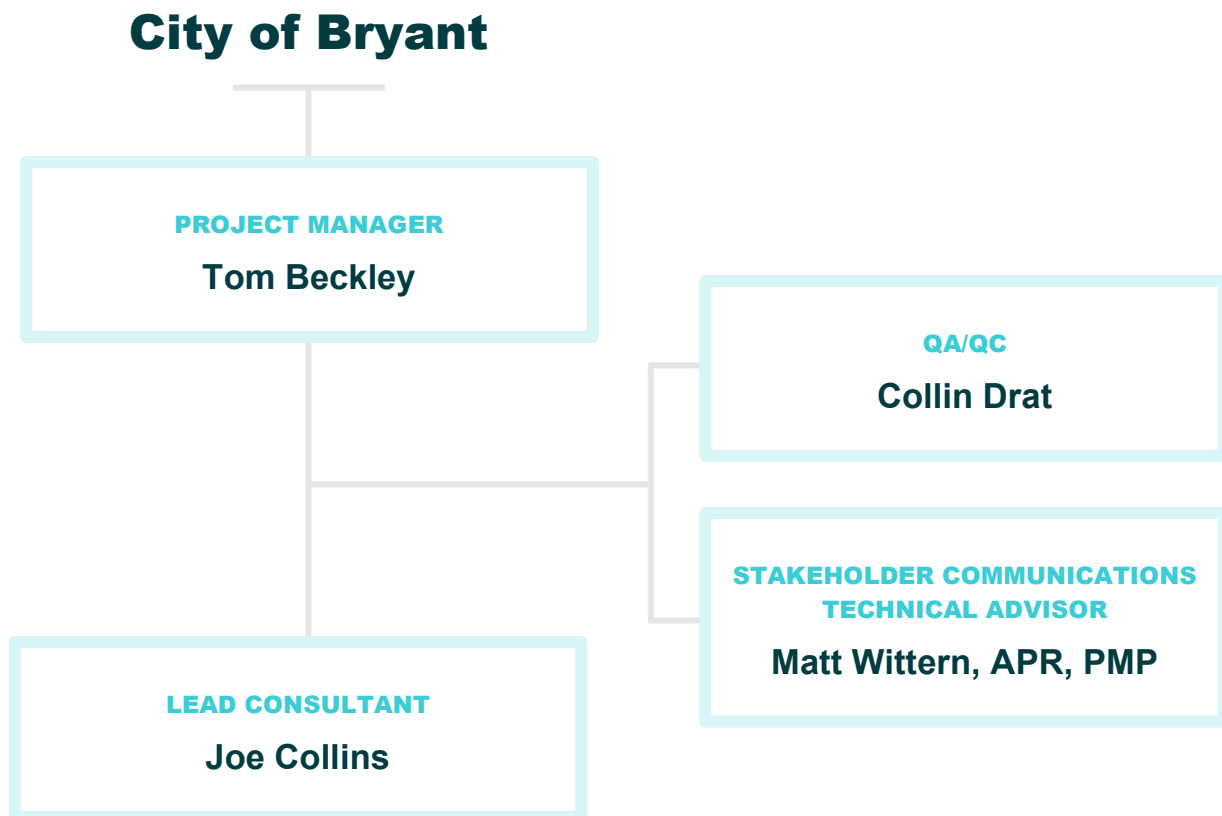 City of Bryant
PROJECT MANAGER
Tom Beckley
QA/QC
Collin Drat
STAKEHOLDER COMMUNICATIONS
TECHNICAL ADVISOR
Matt Wittern, APR, PMP
LEAD CONSULTANT
Joe Collins